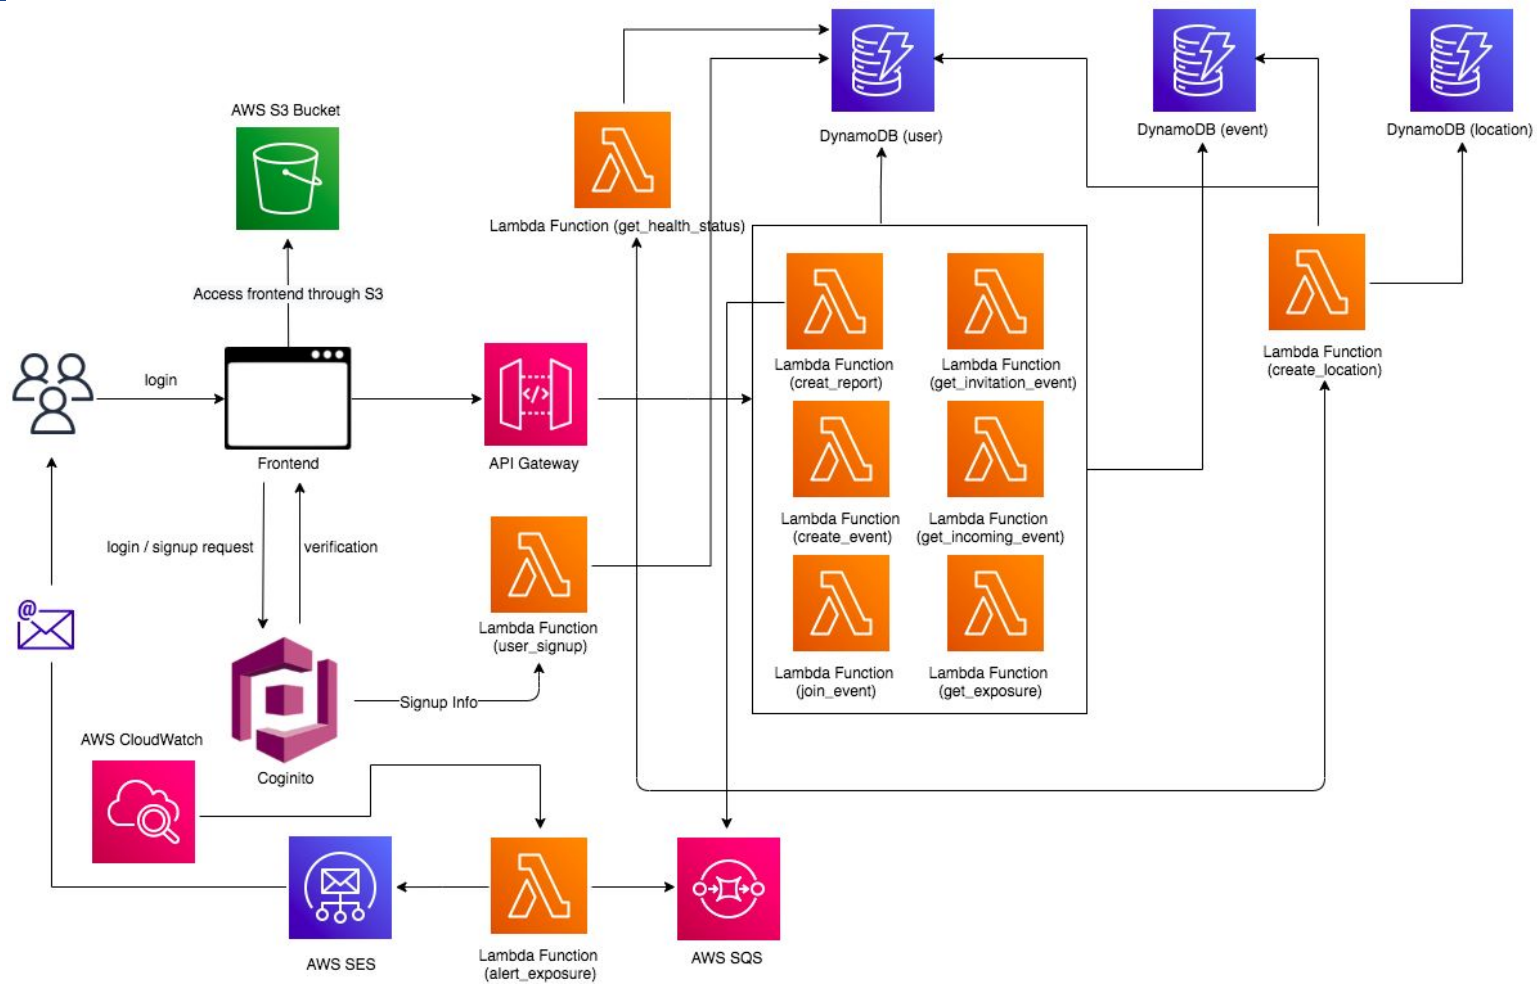 AWS S3 Bucket
DynamoDB (user)
DynamoDB (event)
DynamoDB (location)
Lambda Function (get_health_status)
Access frontend through S3
login
Frontend
API Gateway
Lambda Function
(creat_report)
Lambda Function
(get_invitation_event)
Lambda Function
(create_location)
login / signup request
verification
Lambda Function
(create_event)
Lambda Function
(get_incoming_event)
@
Lambda Function
(user_signup)
Lambda Function
(join_event)
Lambda Function
(get_exposure)
Signup Info
AWS CloudWatch
Coginito
AWS SES
Lambda Function
(alert_exposure)
AWS SQS